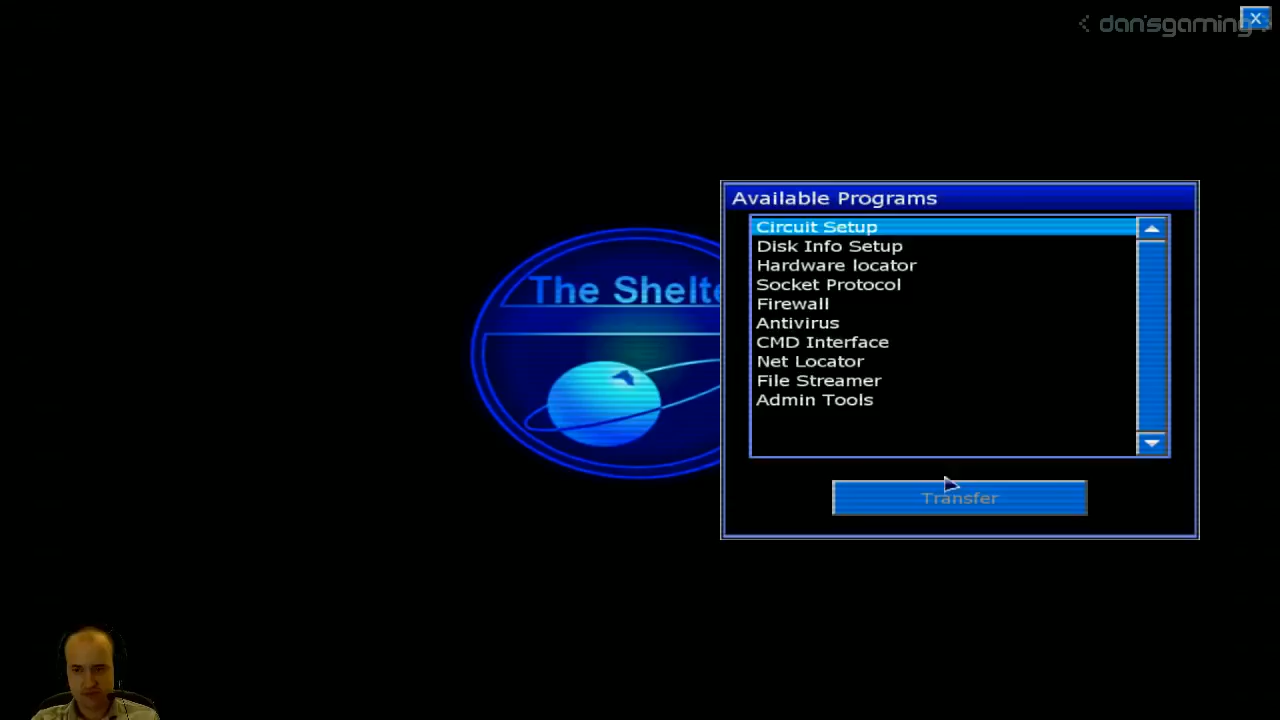 < dan'sgaming >
X
Available Programs
The Shelte
Circuit Setup
Disk Info Setup
Hardware locator
Socket Protocol
Firewall
Antivirus
CMD Interface
Net Locator
File Streamer
Admin Tools
Transfer